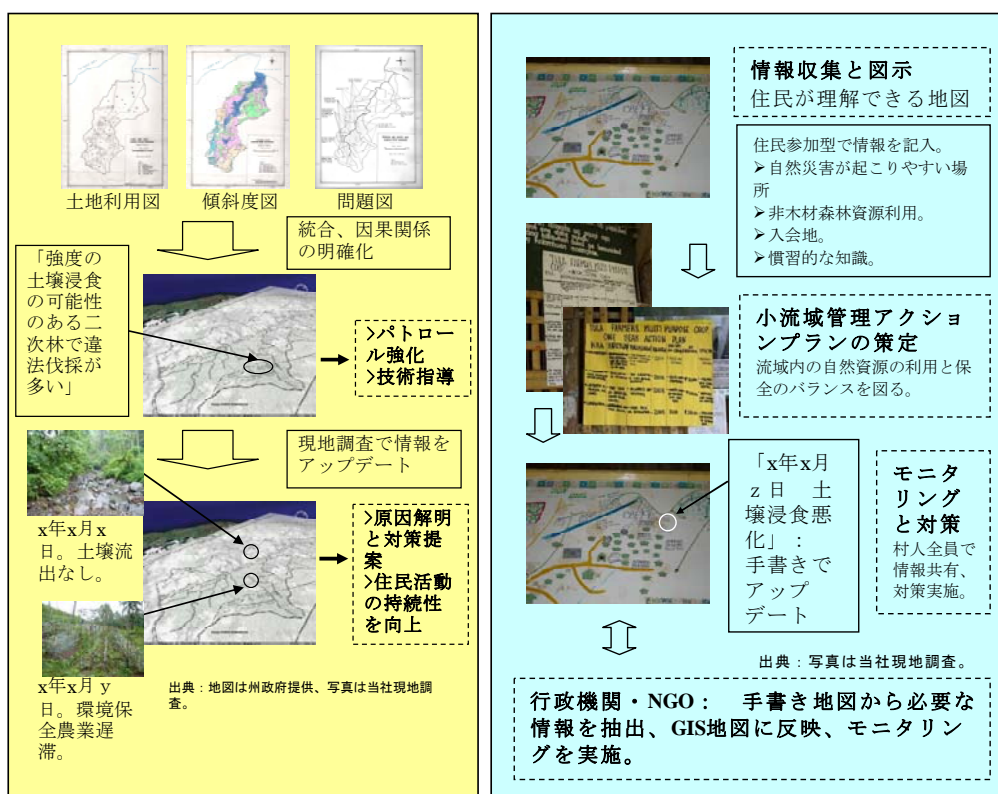 土地利用図
傾斜度図
問題図
統合、因果関係
の明確化
「強度の
土壌浸食
の可能性
のある二
次林で違
法伐採が
多い」
>パトロー
ル強化
>技術指導
現地調査で情報を
アップデート
x年x月x
日。土壌流
出なし。
>原因解明
と対策提
案
>住民活動
の持続性
を向上
x年x月y
日。環境保
全農業遅
滞。
出典：地図は州政府提供、写真は当社現地調
査。
情報収集と図示
住民が理解できる地図
住民参加型で情報を記入。
➢自然災害が起こりやすい場
所
➢非木材森林資源利用。
➢入会地。
➢慣習的な知識。
TULA FARMERS MULTI PURPOSE COOP
ONE YEAR ACTION PLAN
小流域管理アクショ
ンプランの策定
流域内の自然資源の利用と保
全のバランスを図る。
「x年x月
z日　土
壌浸食悪
化」：
手書きで
アップ
デート
モニタ
リング
と対策
村人全員で
情報共有、
対策実施。
出典：写真は当社現地調査。
行政機関・NGO：　手書き地図から必要な
情報を抽出、GIS地図に反映、モニタリン
グを実施。